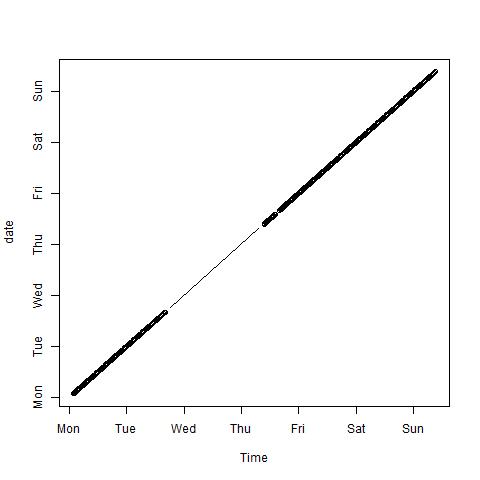 Sun
Sat
Fri
Thu
Wed
Tue
Mon
date
Mon Tue Wed Thu Fri Sat Sun
Time